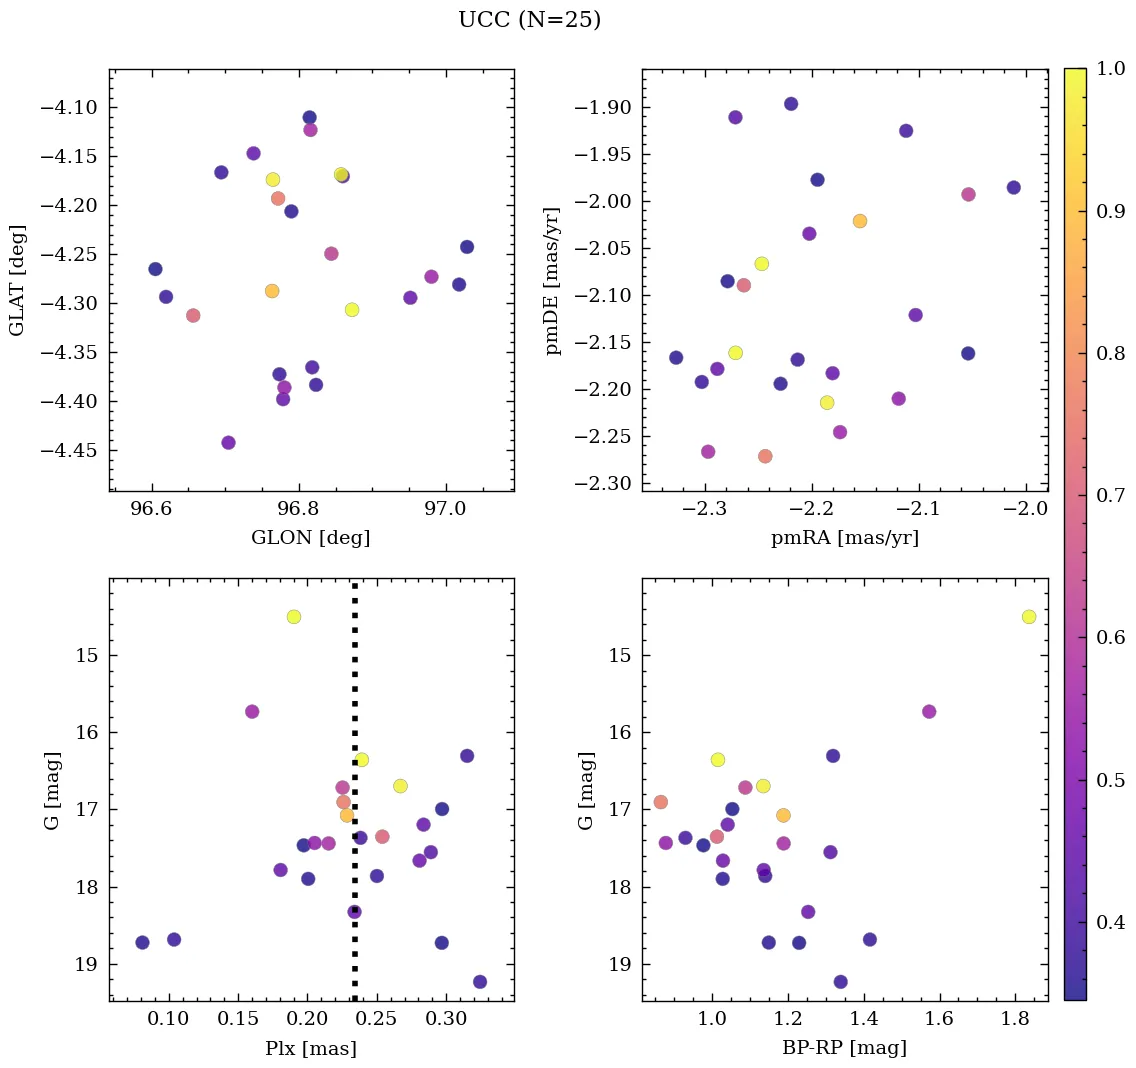 UCC (N=25)
−4.10
−4.15
−4.20
−4.25
−4.30
−4.35
−4.40
−4.45
GLAT [deg]
96.6 96.8 97.0
GLON [deg]
−1.90
−1.95
−2.00
−2.05
−2.10
−2.15
−2.20
−2.25
−2.30
pmDE [mas/yr]
−2.3 −2.2 −2.1 −2.0
pmRA [mas/yr]
15
16
17
18
19
G [mag]
0.10 0.15 0.20 0.25 0.30
Plx [mas]
15
16
17
18
19
G [mag]
1.0 1.2 1.4 1.6 1.8
BP-RP [mag]
1.0
0.9
0.8
0.7
0.6
0.5
0.4